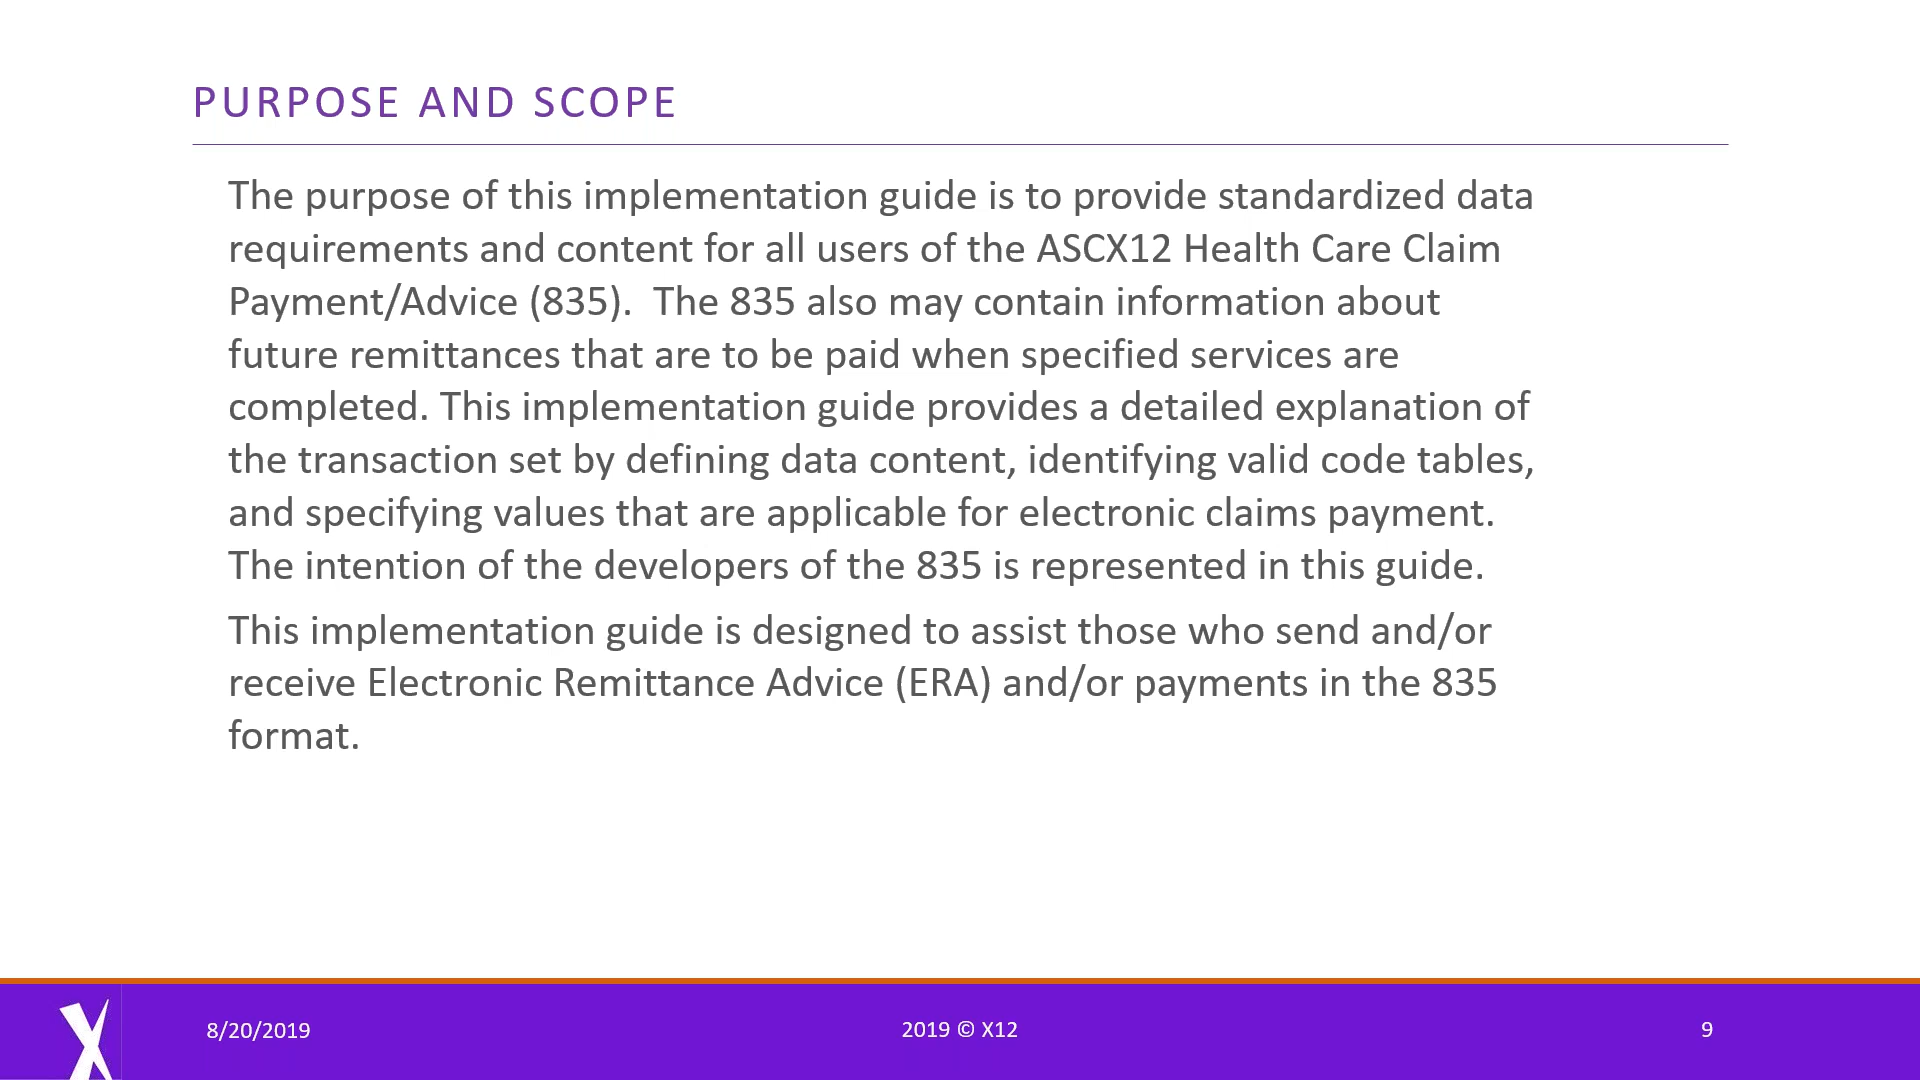 PURPOSE AND SCOPE
The purpose of this implementation guide is to provide standardized data
requirements and content for all users of the ASCX12 Health Care Claim
Payment/Advice (835).  The 835 also may contain information about
future remittances that are to be paid when specified services are
completed. This implementation guide provides a detailed explanation of
the transaction set by defining data content, identifying valid code tables,
and specifying values that are applicable for electronic claims payment.
The intention of the developers of the 835 is represented in this guide.
This implementation guide is designed to assist those who send and/or
receive Electronic Remittance Advice (ERA) and/or payments in the 835
format.
X
8/20/2019
2019 © X12
9